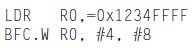 LDR R0,=0x1234FFFF
BFC.W R0, #4, #8